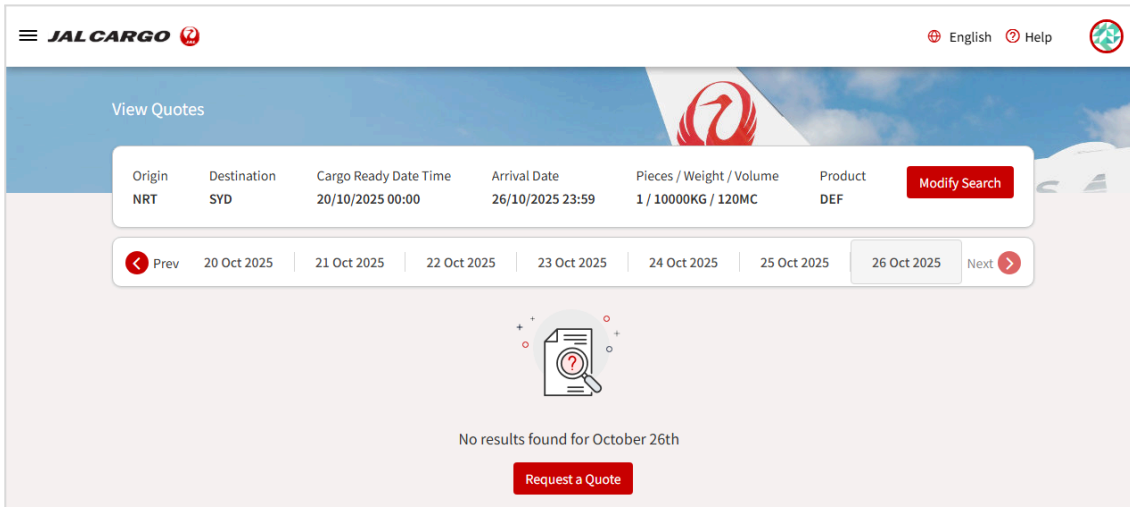 JAL CARGO JAL
English ? Help
View Quotes
Origin Destination Cargo Ready Date Time Arrival Date Pieces / Weight / Volume Product
NRT SYD 20/10/2025 00:00 26/10/2025 23:59 1 / 10000KG / 120MC DEF
Modify Search
Prev 20 Oct 2025 21 Oct 2025 22 Oct 2025 23 Oct 2025 24 Oct 2025 25 Oct 2025 26 Oct 2025 Next
?
No results found for October 26th
Request a Quote